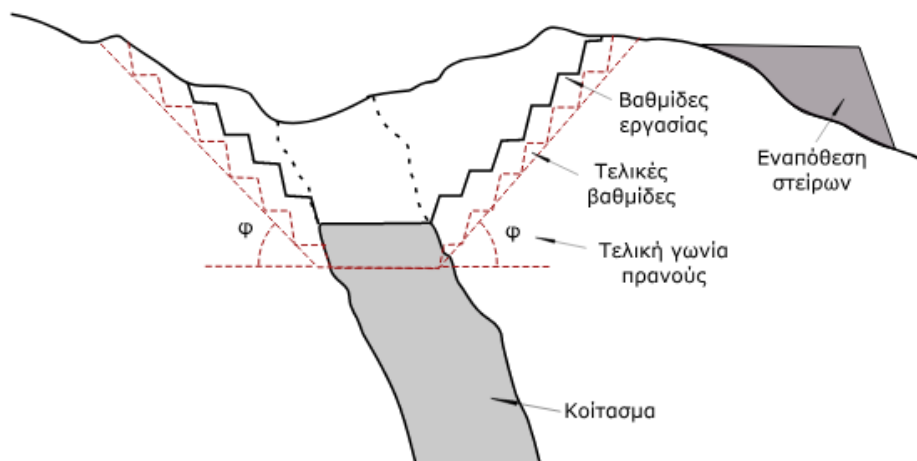 Βαθμίδες
εργασίας
Εναπόθεση
στείρων
Τελικές
βαθμίδες
φ
φ
Τελική γωνία
πρανούς
Κοίτασμα